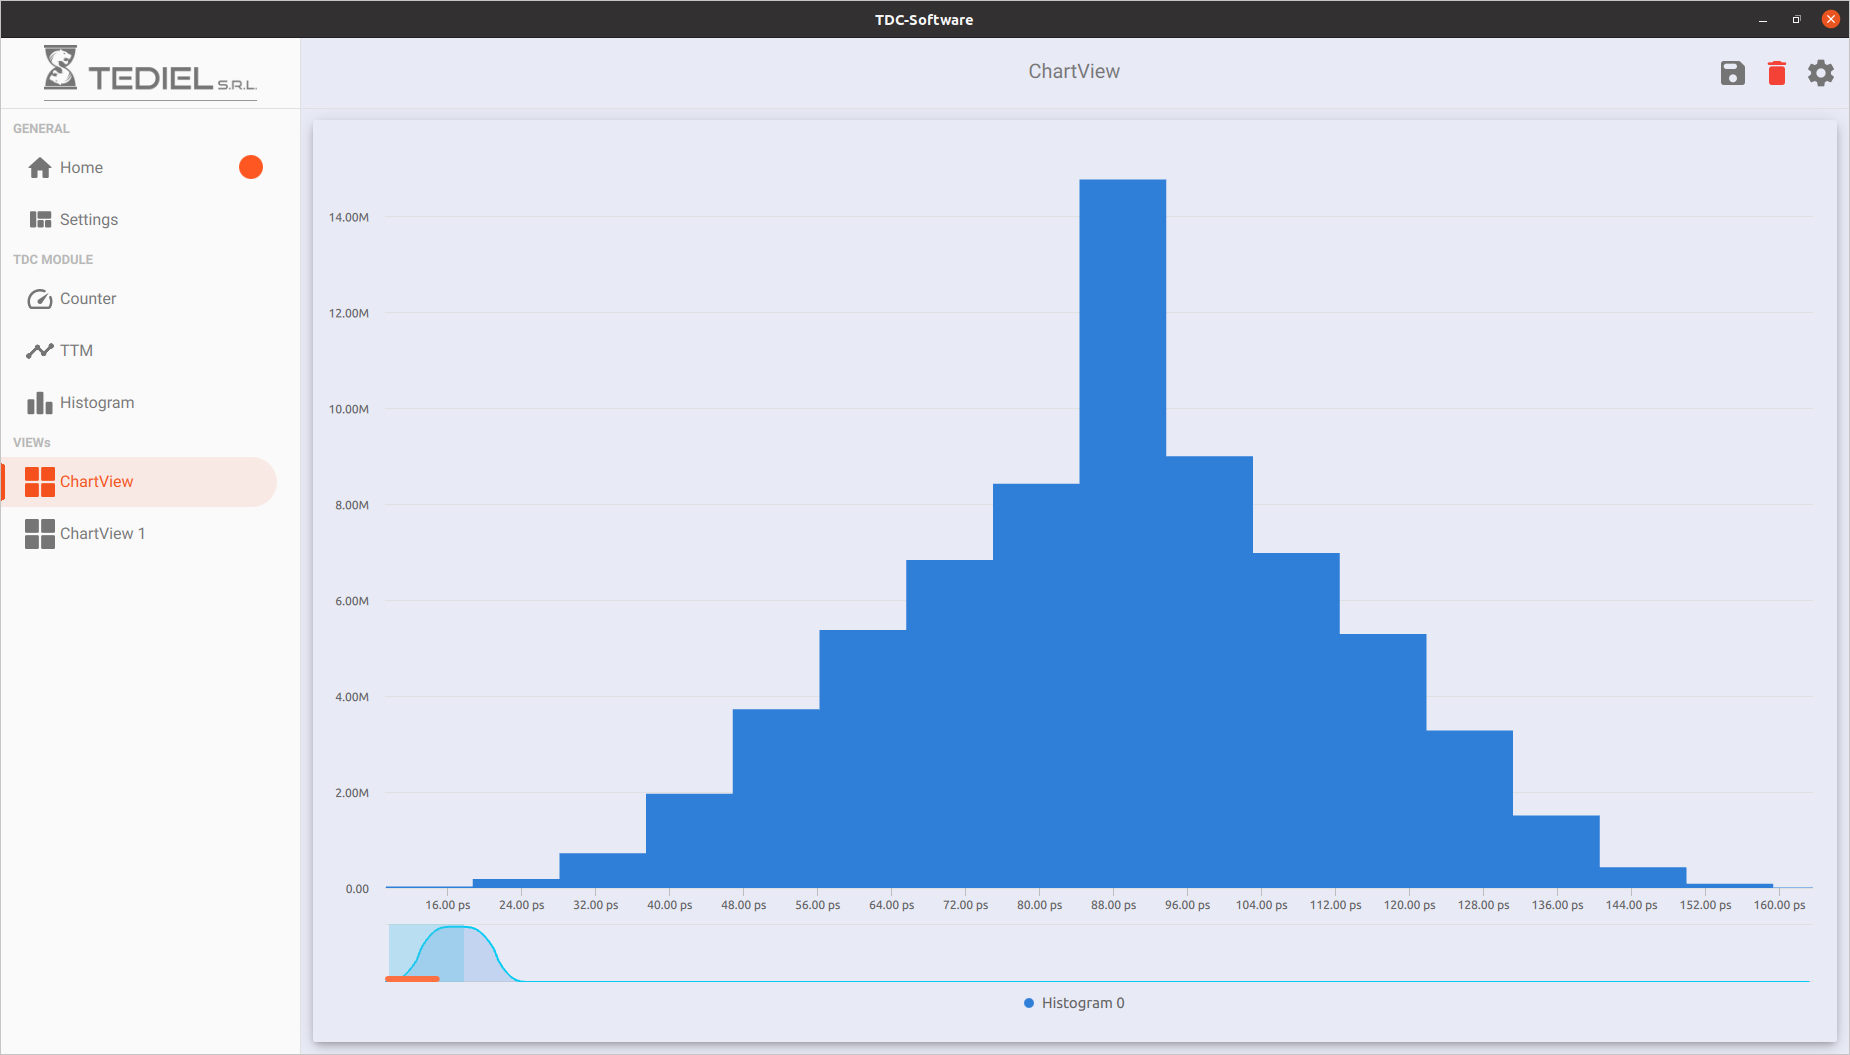 TDC-Software
TEDIEL S.R.L.
ChartView
GENERAL
Home
Settings
TDC MODULE
Counter
TTM
Histogram
VIEWs
ChartView
ChartView 1
14.00M
12.00M
10.00M
8.00M
6.00M
4.00M
2.00M
0.00
16.00 ps 24.00 ps 32.00 ps 40.00 ps 48.00 ps 56.00 ps 64.00 ps 72.00 ps 80.00 ps 88.00 ps 96.00 ps 104.00 ps 112.00 ps 120.00 ps 128.00 ps 136.00 ps 144.00 ps 152.00 ps 160.00 ps
Histogram 0